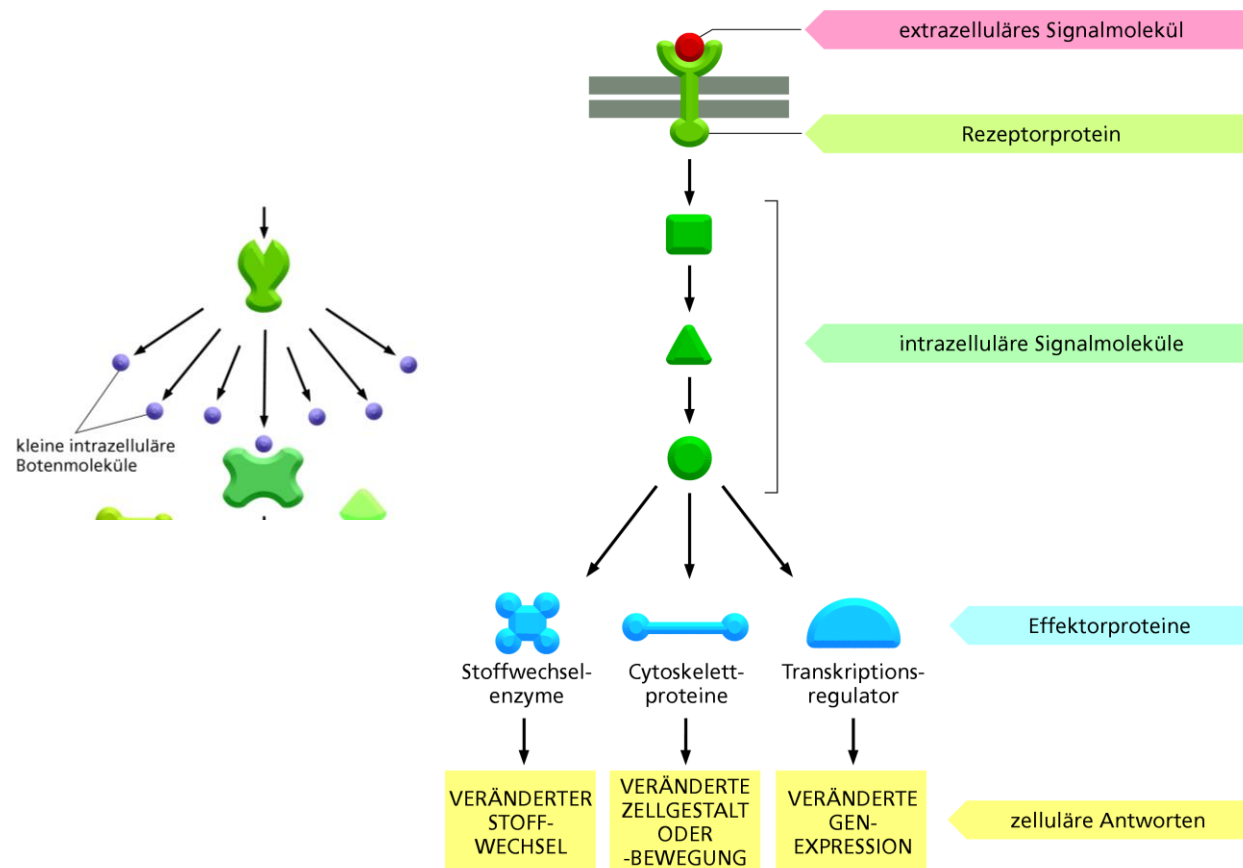 extrazelluläres Signalmolekül
Rezeptorprotein
intrazelluläre Signalmoleküle
kleine intrazelluläre
Botenmoleküle
Effektorproteine
Stoffwechsel-
enzyme
Cytoskelett-
proteine
Transkriptions-
regulator
VERÄNDERTER
STOFF-
WECHSEL
VERÄNDERTE
ZELLGESTALT
ODER
-BEWEGUNG
VERÄNDERTE
GEN-
EXPRESSION
zelluläre Antworten